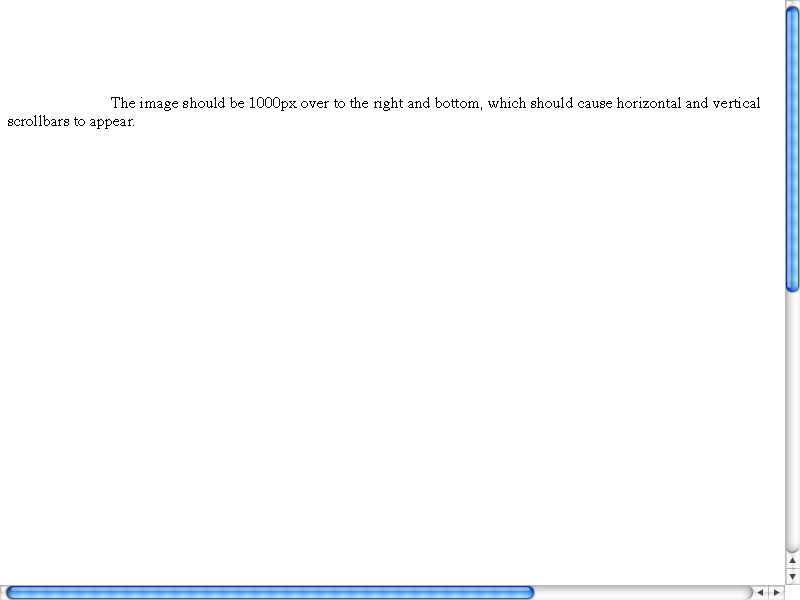 The image should be 1000px over to the right and bottom, which should cause horizontal and vertical
scrollbars to appear.